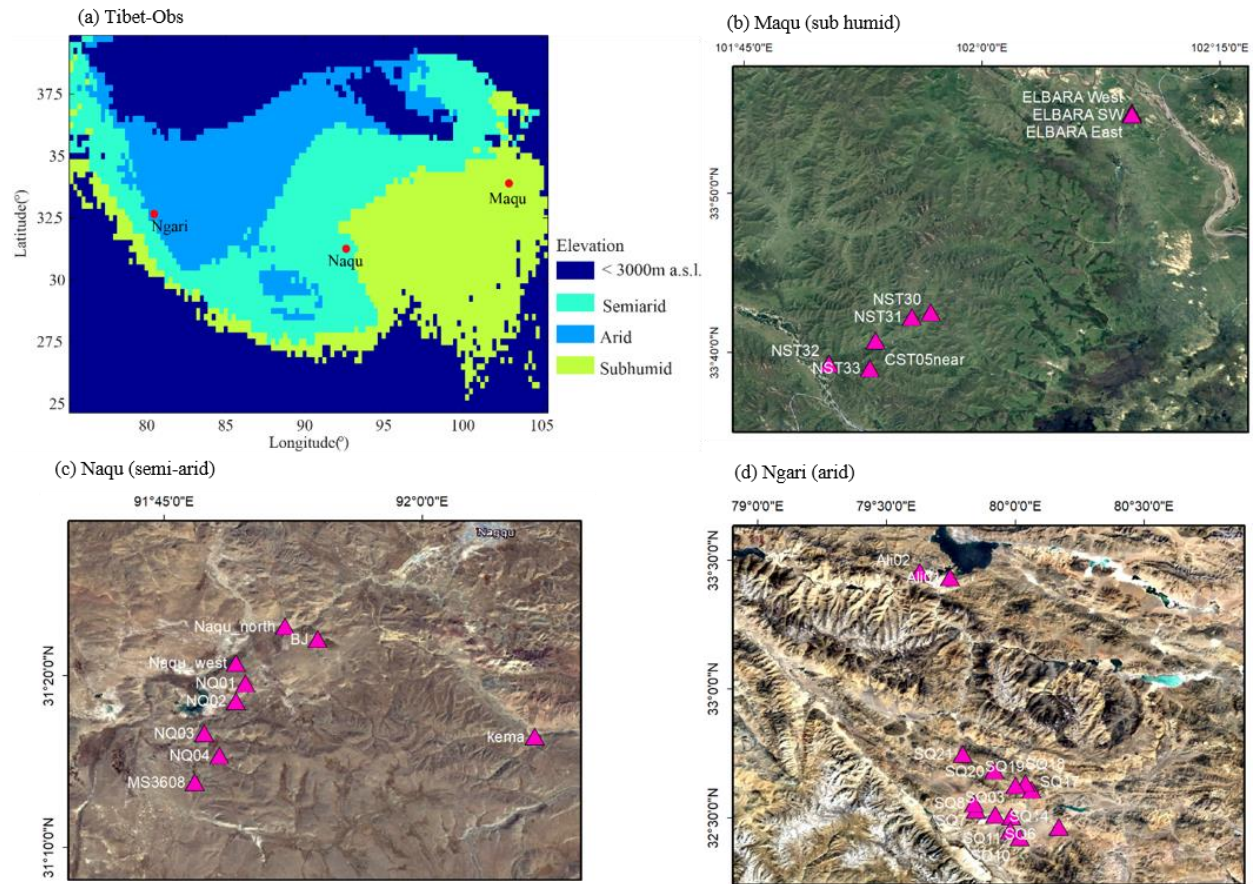 (a) Tibet-Obs
37.5
35
32.5
30
27.5
25
Latitude(º)
80
85
90
95
100
105
Longitude(º)
Ngari
Naqu
Maqu
Elevation
< 3000m a.s.l.
Semiarid
Arid
Subhumid
(b) Maqu (sub humid)
101°45'0"E
102°0'0"E
102°15'0"E
33°50'0"N
33°40'0"N
ELBARA West
ELBARA SW
ELBARA East
NST30
NST31
NST32
CST05near
NST33
(c) Naqu (semi-arid)
91°45'0"E
92°0'0"E
31°20'0"N
31°10'0"N
Naqu_north
BJ
Naqu_west
NQ01
NQ02
NQ03
kema
NQ04
MS3608
(d) Ngari (arid)
79°0'0"E
79°30'0"E
80°0'0"E
80°30'0"E
33°30'0"N
33°0'0"N
32°30'0"N
Ali02
SQ21
SQ20
SQ19
SQ18
SQ17
SQ03
SQ8
SQ7
SQ14
SQ11
SQ6
SQ10